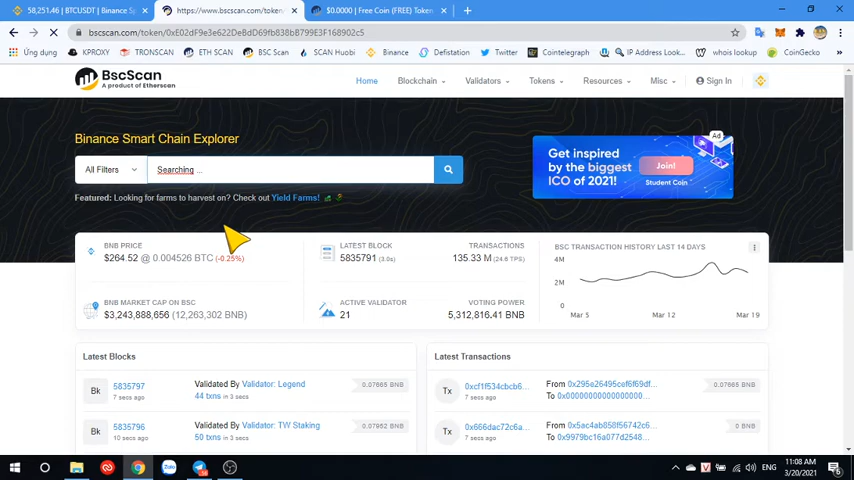 58,251.46 | BTCUSDT | Binance S
https://www.bscscan.com/token/
$0.0000 | Free Coin (FREE) Token
bscscan.com/token/0xE02dF9e3e622DeBdD69fb838bB799E3F168902c5
Ứng dụng
KPROXY
TRONSCAN
ETH SCAN
BSC Scan
SCAN Huobi
Binance
Defistation
Twitter
Cointelegraph
IP Address Look...
whois lookup
CoinGecko
BscScan
A product of Etherscan
Home
Blockchain
Validators
Tokens
Resources
Misc
Sign In
Binance Smart Chain Explorer
All Filters
Searching ...
Featured: Looking for farms to harvest on? Check out Yield Farms!
Ad
Get inspired
by the biggest
ICO of 2021!
Join!
Student Coin
BNB PRICE
$264.52 @ 0.004526 BTC (-0.25%)
LATEST BLOCK
5835791 (3.0s)
TRANSACTIONS
135.33 M (24.6 TPS)
BNB MARKET CAP ON BSC
$3,243,888,656 (12,263,302 BNB)
ACTIVE VALIDATOR
21
VOTING POWER
5,312,816.41 BNB
BSC TRANSACTION HISTORY LAST 14 DAYS
4M
2M
0
Mar 5
Mar 12
Mar 19
Latest Blocks
Bk
5835797
7 secs ago
Validated By Validator: Legend
44 txns in 3 secs
0.07665 BNB
Bk
5835796
10 secs ago
Validated By Validator: TW Staking
50 txns in 3 secs
0.07952 BNB
Latest Transactions
Tx
0xcf1f534cbcb6...
7 secs ago
From 0x295e26495cef6f69df...
To 0x0000000000000000...
0.07665 BNB
Tx
0x666dac72c6a...
7 secs ago
From 0x5ac4ab858f56742c6...
To 0x9979bc16a077d2548...
0 BNB
Zalo
ENG
11:08 AM
3/20/2021